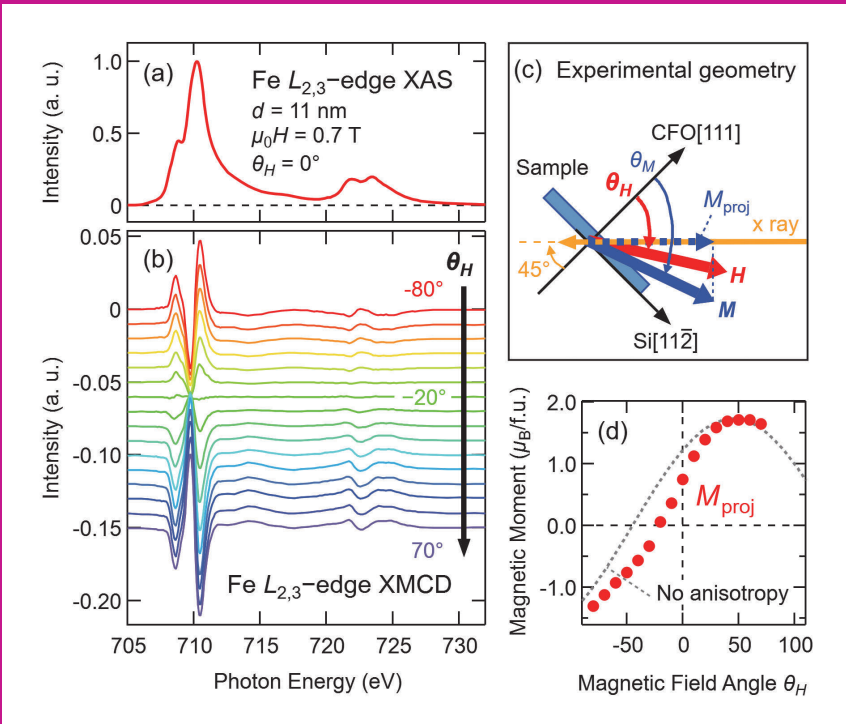 (a)
Fe L2,3−edge XAS
d = 11 nm
μ0H = 0.7 T
θH = 0°
Intensity (a. u.)
1.0
0.5
0
(b)
θH
-80°
−20°
70°
Fe L2,3−edge XMCD
Intensity (a. u.)
0.05
0
-0.05
-0.10
-0.15
-0.20
705
710
715
720
725
730
Photon Energy (eV)
(c) Experimental geometry
CFO[111]
Sample
θM
θH
Mproj
x ray
45°
H
M
Si[112̅]
(d)
Mproj
No anisotropy
Magnetic Moment (μB/f.u.)
2.0
1.0
0.0
-1.0
-50
0
50
100
Magnetic Field Angle θH